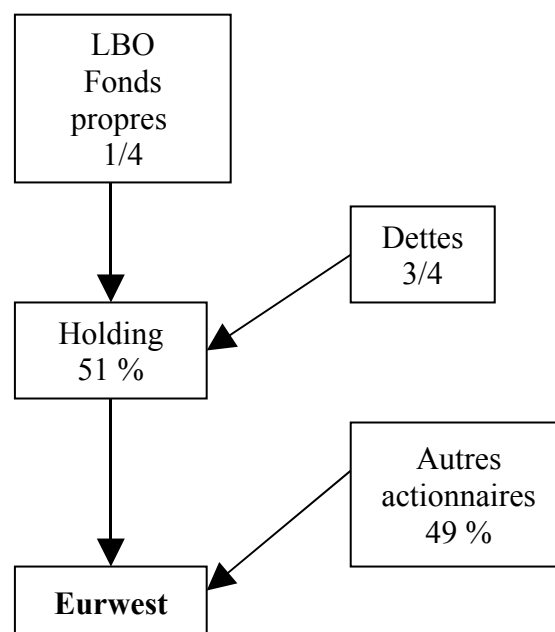 LBO
Fonds
propres
1/4
Dettes
3/4
Holding
51 %
Autres
actionnaires
49 %
Eurwest